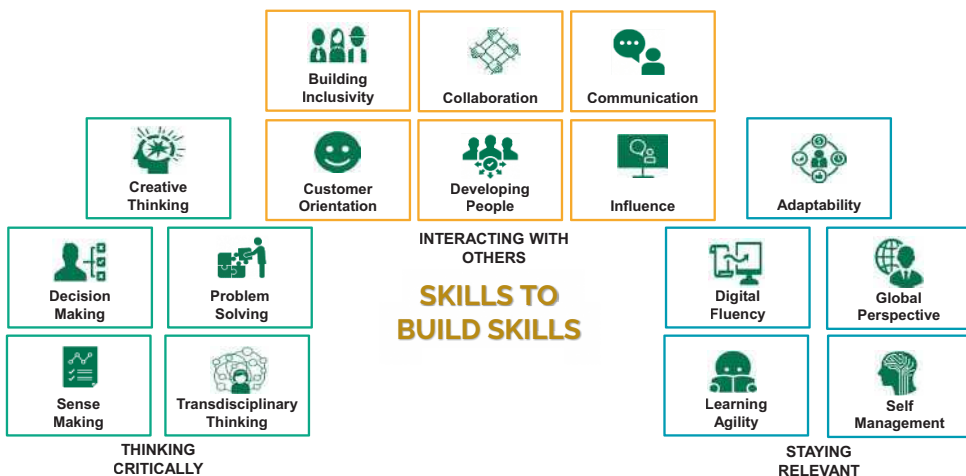 Building
Inclusivity
Collaboration
Communication
Creative
Thinking
Customer
Orientation
Developing
People
Influence
Adaptability
INTERACTING WITH
OTHERS
Decision
Making
Problem
Solving
SKILLS TO
BUILD SKILLS
Digital
Fluency
Global
Perspective
Sense
Making
Transdisciplinary
Thinking
Learning
Agility
Self
Management
THINKING
CRITICALLY
STAYING
RELEVANT